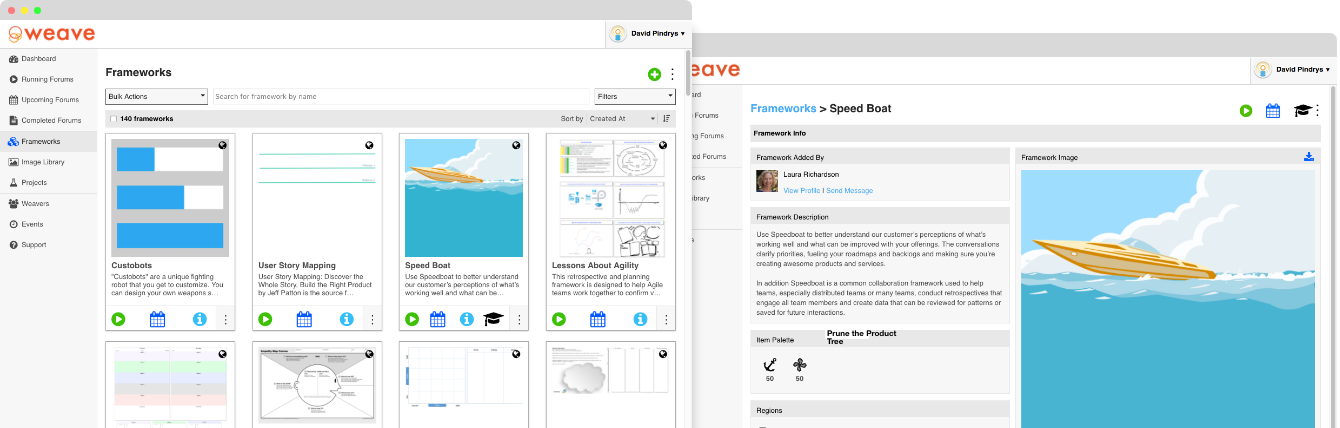 weave
David Pindrys ▾
Dashboard
Running Forums
Upcoming Forums
Completed Forums
Frameworks
Image Library
Projects
Weavers
Events
Support
Frameworks
Bulk Actions
Search for framework by name
Filters
140 frameworks
Sort by Created At
Custobots
"Custobots" are a unique fighting
robot that you get to customize. You
can design your own weapons s...
User Story Mapping
User Story Mapping: Discover the
Whole Story, Build the Right Product
by Jeff Patton is the source f...
Speed Boat
Use Speedboat to better understand
our customer's perceptions of what's
working well and what can be...
Lessons About Agility
This retrospective and planning
framework is designed to help Agile
teams work together to confirm v...
eave
David Pindrys ▾
ard
Forums
ng Forums
ted Forums
rks
ibrary
s
Frameworks > Speed Boat
Framework Info
Framework Added By
Laura Richardson
View Profile | Send Message
Framework Description
Use Speedboat to better understand our customer's perceptions of what's
working well and what can be improved with your offerings. The conversations
clarify priorities, fueling your roadmaps and backlogs and making sure you're
creating awesome products and services.
In addition Speedboat is a common collaboration framework used to help
teams, especially distributed teams or many teams, conduct retrospectives that
engage all team members and create data that can be reviewed for patterns or
saved for future interactions.
Item Palette
Prune the Product
Tree
50
50
Regions
Framework Image